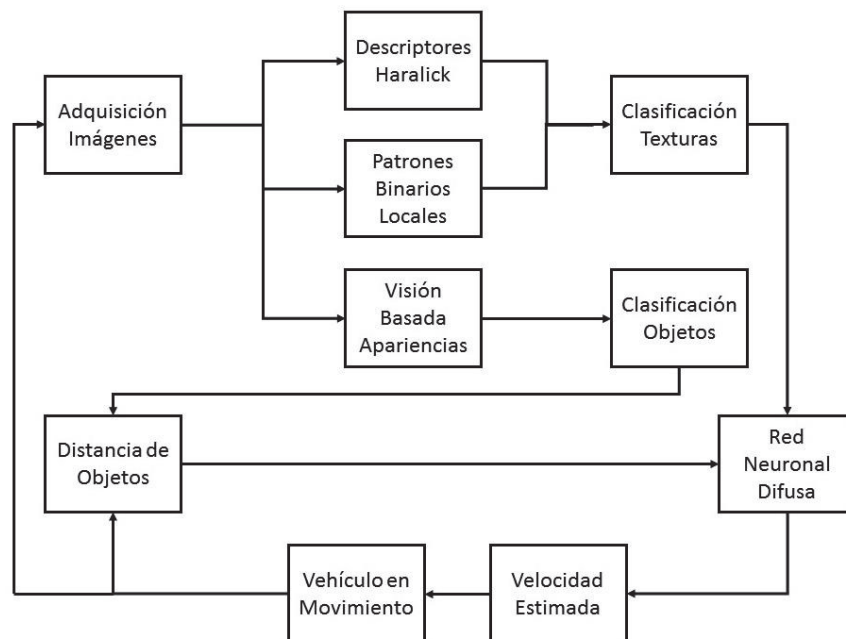 Descriptores
Haralick
Adquisición
Imágenes
Clasificación
Texturas
Patrones
Binarios
Locales
Visión
Basada
Apariencias
Clasificación
Objetos
Distancia de
Objetos
Red
Neuronal
Difusa
Vehículo en
Movimiento
Velocidad
Estimada